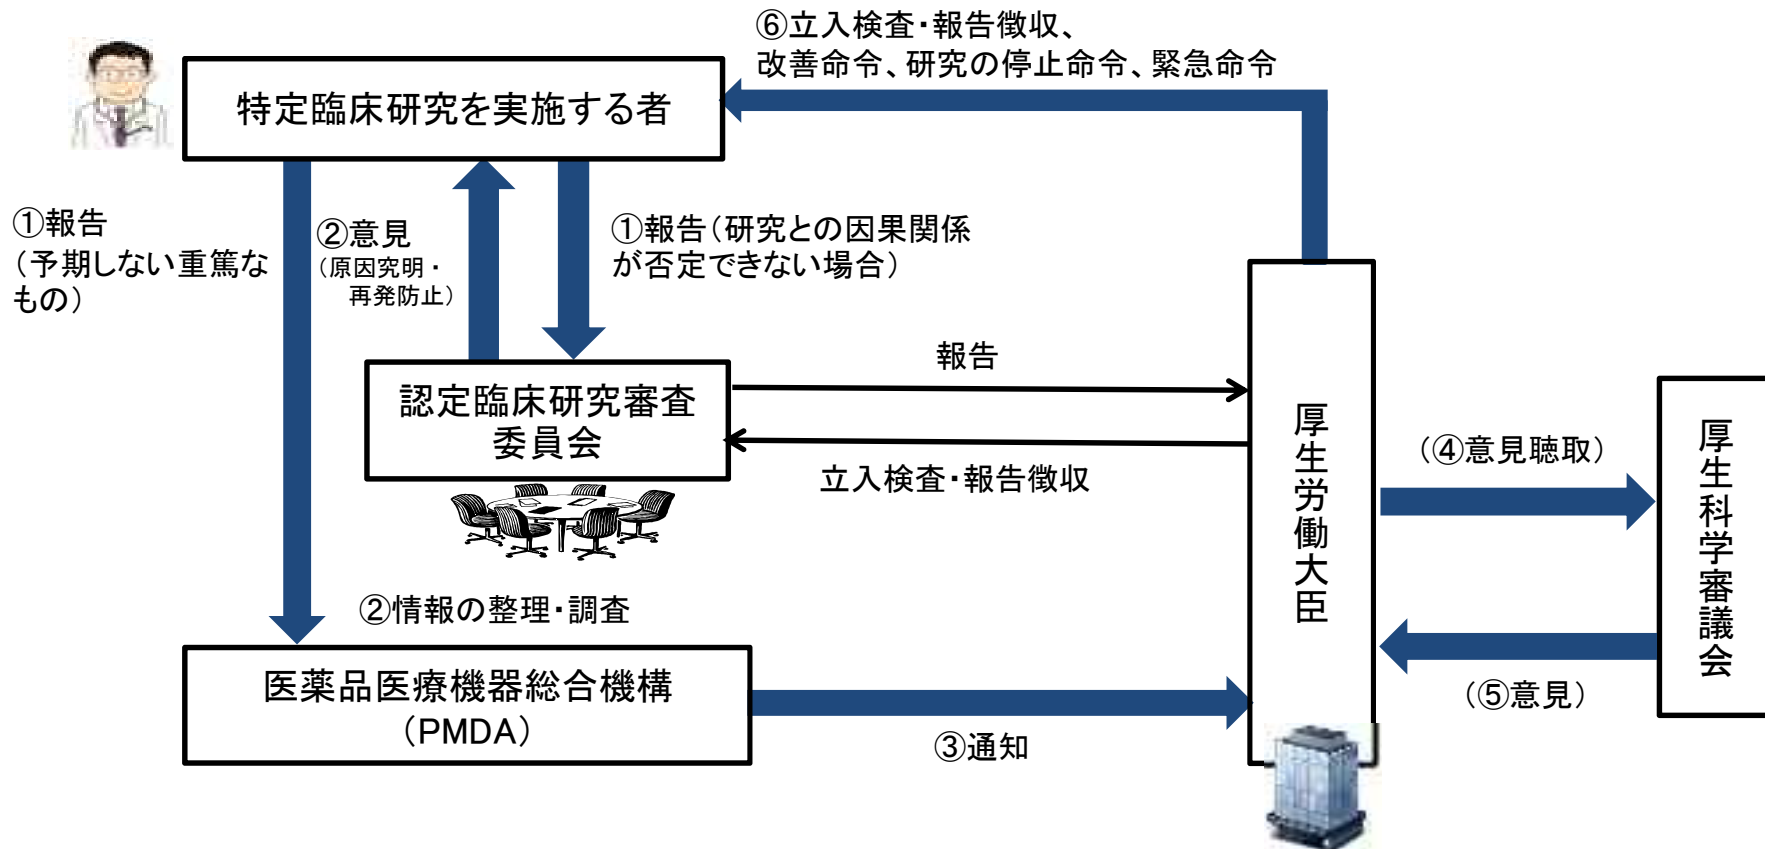 ⑥立入検査・報告徴収、
改善命令、研究の停止命令、緊急命令
特定臨床研究を実施する者
①報告
（予期しない重篤な
もの）
②意見
（原因究明・
再発防止）
①報告（研究との因果関係
が否定できない場合）
認定臨床研究審査
委員会
報告
立入検査・報告徴収
厚生労働大臣
（④意見聴取）
（⑤意見）
厚生科学審議会
②情報の整理・調査
医薬品医療機器総合機構
（PMDA）
③通知